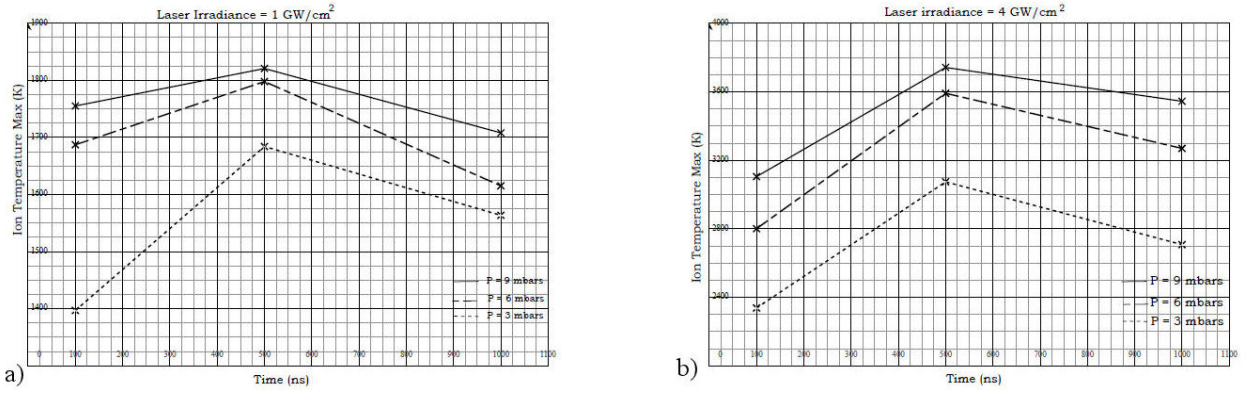 Laser Irradiance = 1 GW/cm²
1800
1800
1700
1600
1500
1400
Ion Temperature Max (K)
P = 9 mbars
P = 6 mbars
P = 3 mbars
0 100 200 300 400 500 600 700 800 900 1000 1100
Time (ns)
a)
Laser irradiance = 4 GW/cm²
4000
3600
3200
2800
2400
Ion Temperature Max (K)
P = 9 mbars
P = 6 mbars
P = 3 mbars
0 100 200 300 400 500 600 700 800 900 1000 1100
Time (ns)
b)